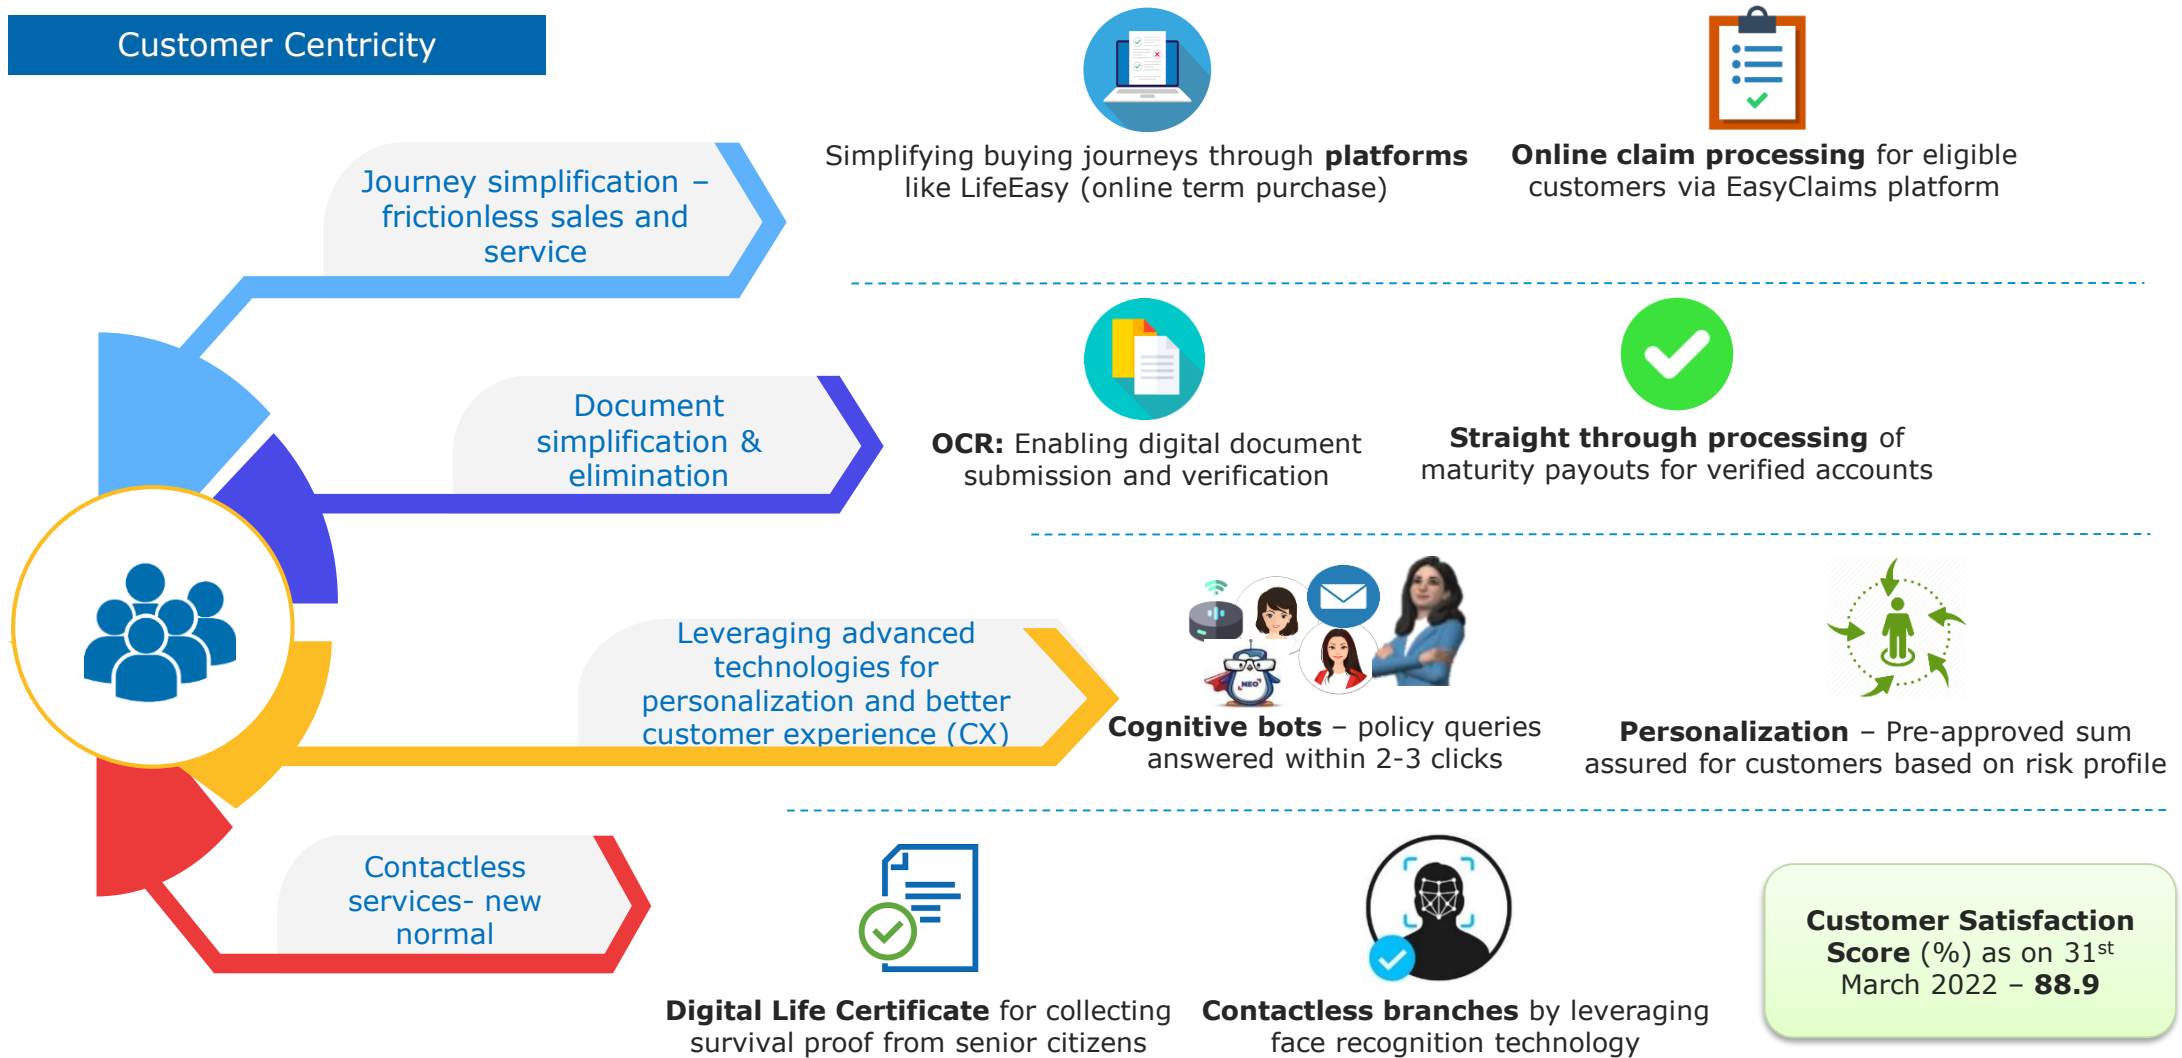 Customer Centricity
Journey simplification –
frictionless sales and
service
Simplifying buying journeys through platforms
like LifeEasy (online term purchase)
Online claim processing for eligible
customers via EasyClaims platform
Document
simplification &
elimination
OCR: Enabling digital document
submission and verification
Straight through processing of
maturity payouts for verified accounts
Leveraging advanced
technologies for
personalization and better
customer experience (CX)
NEO
Cognitive bots – policy queries
answered within 2-3 clicks
Personalization – Pre-approved sum
assured for customers based on risk profile
Contactless
services- new
normal
Digital Life Certificate for collecting
survival proof from senior citizens
Contactless branches by leveraging
face recognition technology
Customer Satisfaction
Score (%) as on 31st
March 2022 – 88.9